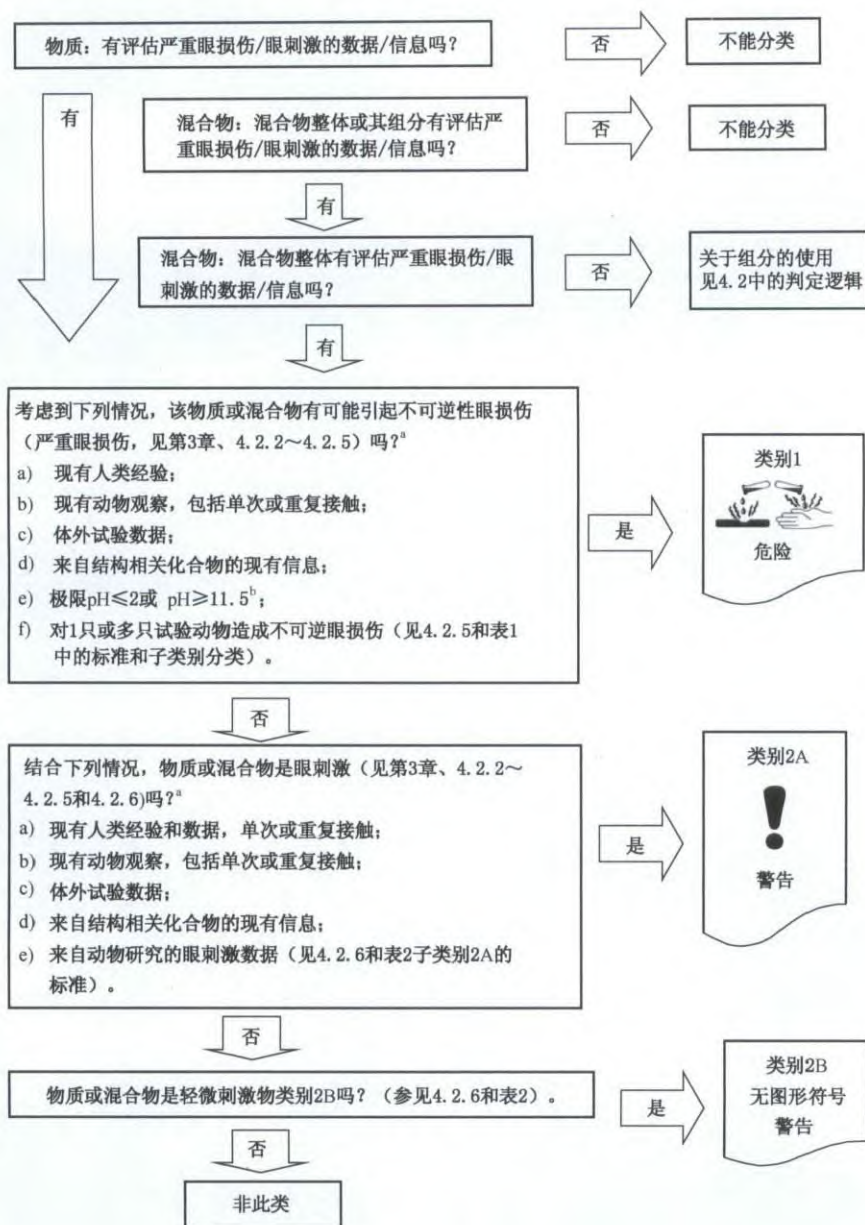 物质：有评估严重眼损伤/眼刺激的数据/信息吗？
否
不能分类
有
混合物：混合物整体或其组分有评估严
重眼损伤/眼刺激的数据/信息吗？
否
不能分类
有
混合物：混合物整体有评估严重眼损伤/眼
刺激的数据/信息吗？
否
关于组分的使用
见4.2中的判定逻辑
有
考虑到下列情况，该物质或混合物有可能引起不可逆性眼损伤
（严重眼损伤，见第3章、4.2.2～4.2.5）吗？a
a) 现有人类经验；
b) 现有动物观察，包括单次或重复接触；
c) 体外试验数据；
d) 来自结构相关化合物的现有信息；
e) 极限pH≤2或 pH≥11.5b；
f) 对1只或多只试验动物造成不可逆眼损伤（见4.2.5和表1
中的标准和子类别分类）。
是
类别1
危险
否
结合下列情况，物质或混合物是眼刺激（见第3章、4.2.2～
4.2.5和4.2.6)吗？a
a) 现有人类经验和数据，单次或重复接触；
b) 现有动物观察，包括单次或重复接触；
c) 体外试验数据；
d) 来自结构相关化合物的现有信息；
e) 来自动物研究的眼刺激数据（见4.2.6和表2子类别2A的
标准）。
是
类别2A
警告
否
物质或混合物是轻微刺激物类别2B吗？（参见4.2.6和表2）。
是
类别2B
无图形符号
警告
否
非此类